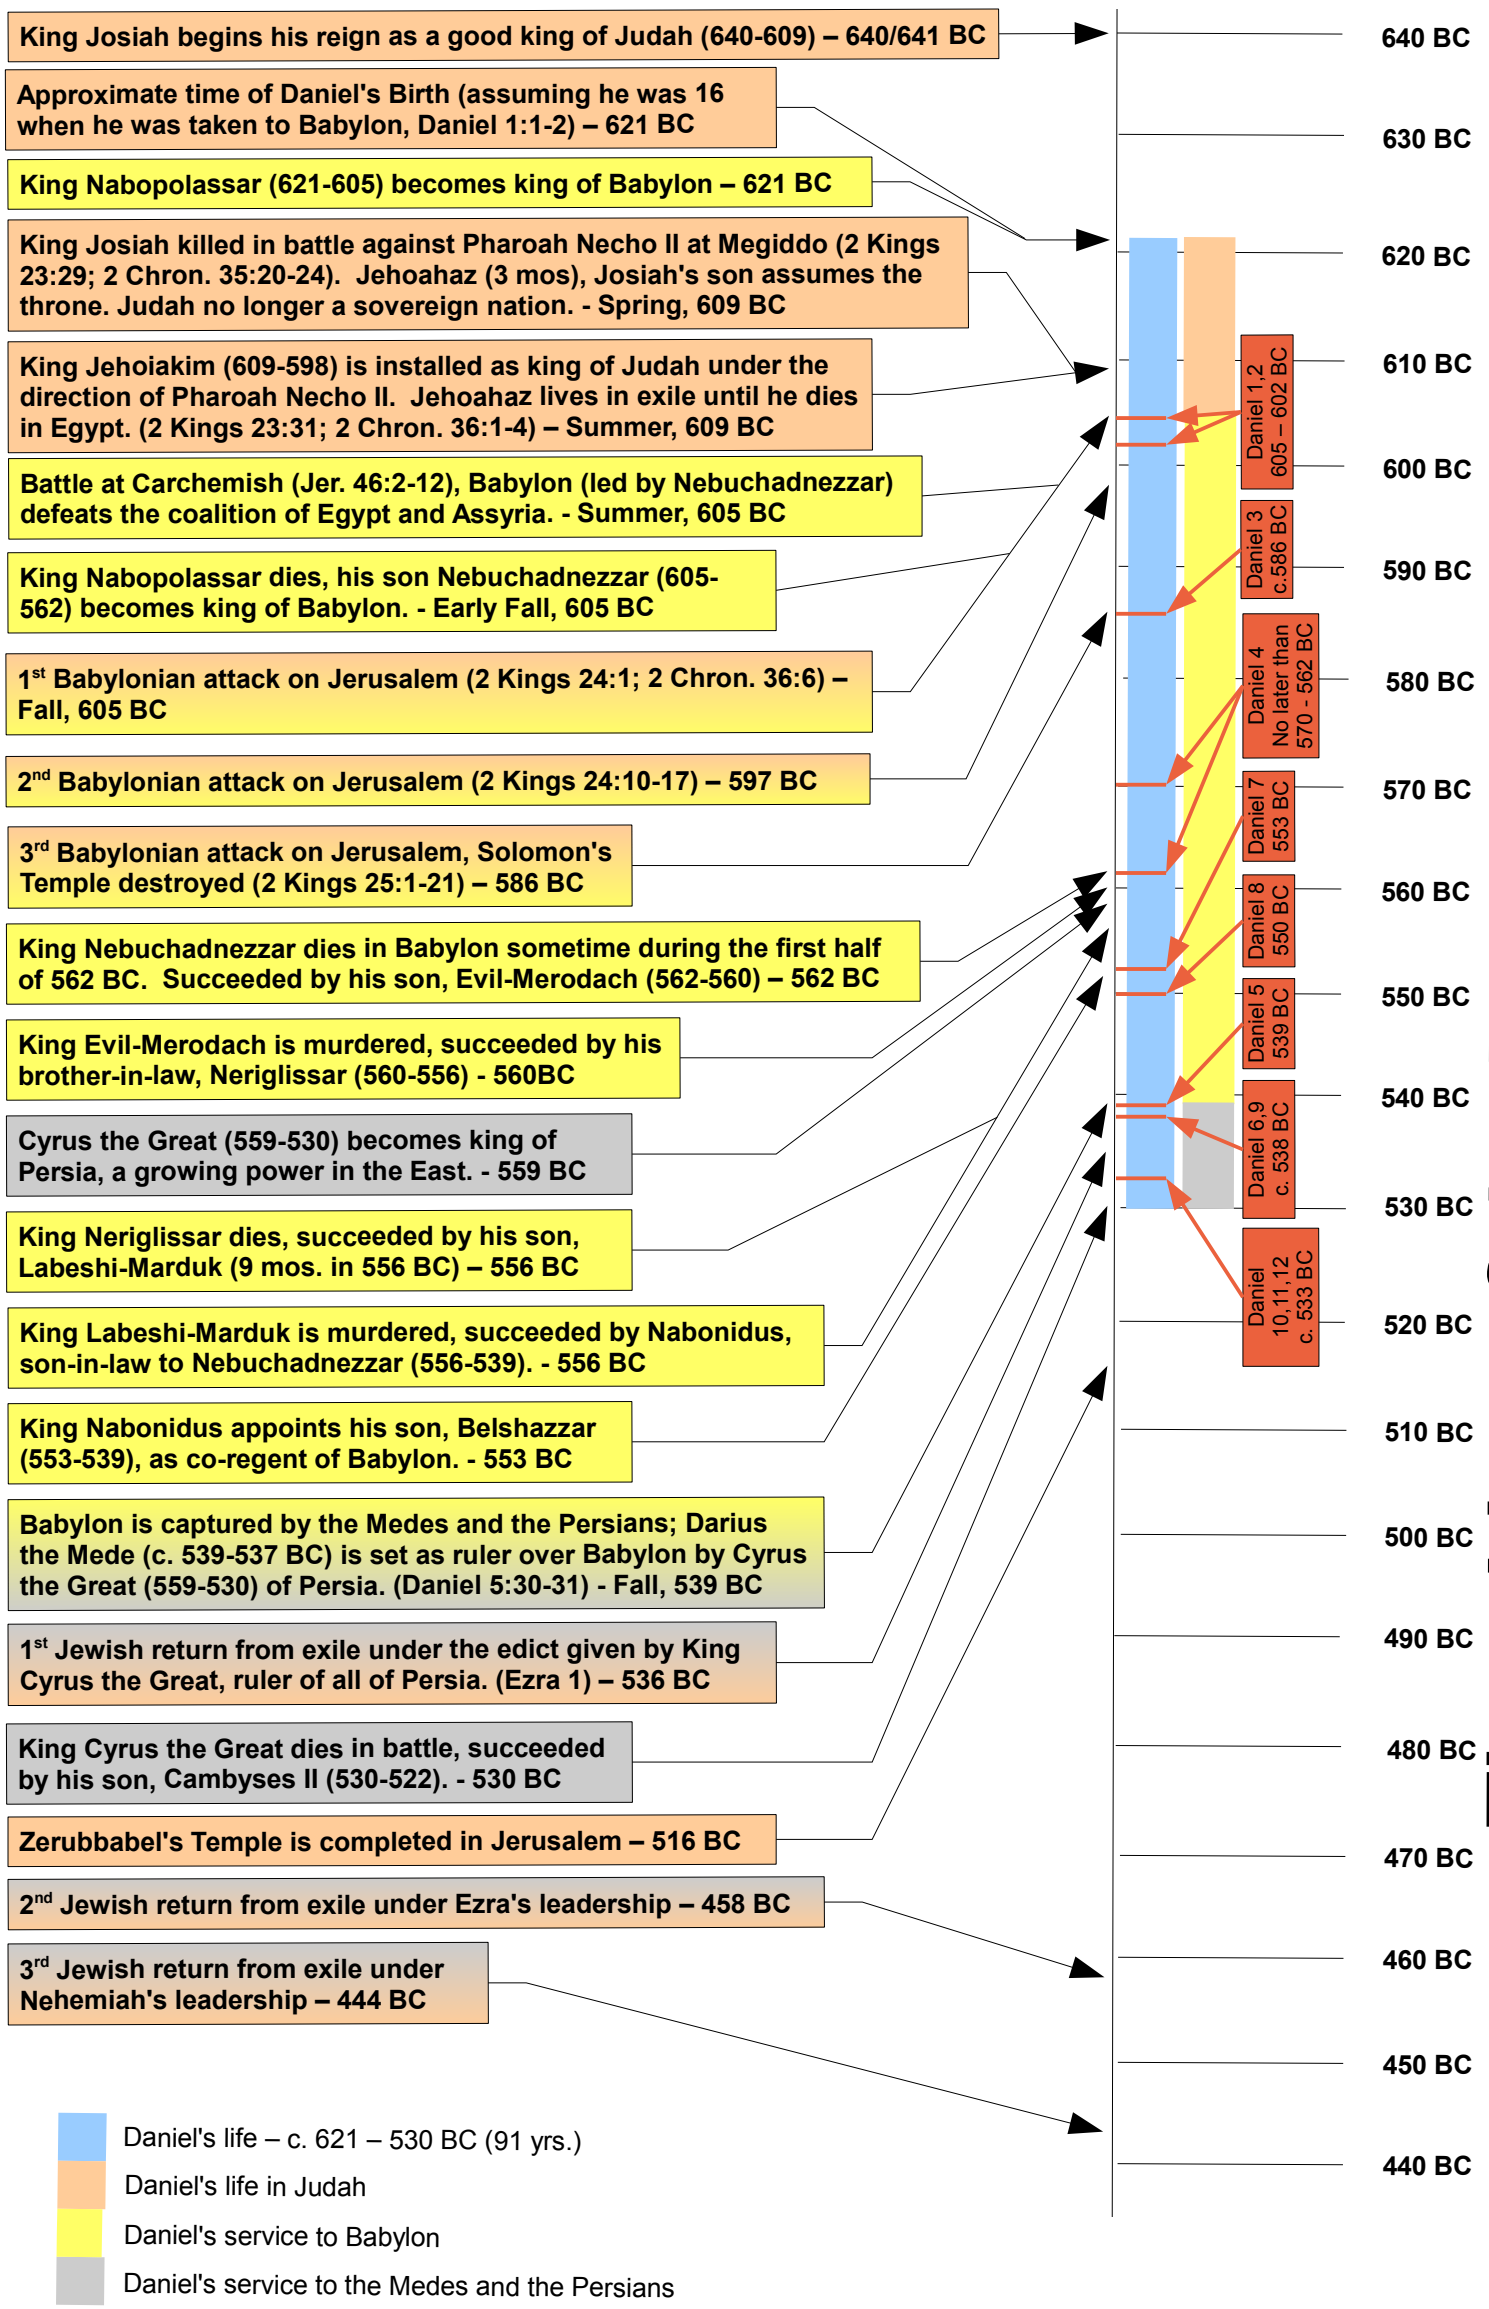 King Josiah begins his reign as a good king of Judah (640-609) – 640/641 BC
Approximate time of Daniel's Birth (assuming he was 16
when he was taken to Babylon, Daniel 1:1-2) – 621 BC
King Nabopolassar (621-605) becomes king of Babylon – 621 BC
King Josiah killed in battle against Pharoah Necho II at Megiddo (2 Kings
23:29; 2 Chron. 35:20-24).  Jehoahaz (3 mos), Josiah's son assumes the
throne. Judah no longer a sovereign nation. - Spring, 609 BC
King Jehoiakim (609-598) is installed as king of Judah under the
direction of Pharoah Necho II.  Jehoahaz lives in exile until he dies
in Egypt. (2 Kings 23:31; 2 Chron. 36:1-4) – Summer, 609 BC
Battle at Carchemish (Jer. 46:2-12), Babylon (led by Nebuchadnezzar)
defeats the coalition of Egypt and Assyria. - Summer, 605 BC
King Nabopolassar dies, his son Nebuchadnezzar (605-
562) becomes king of Babylon. - Early Fall, 605 BC
1st Babylonian attack on Jerusalem (2 Kings 24:1; 2 Chron. 36:6) –
Fall, 605 BC
2nd Babylonian attack on Jerusalem (2 Kings 24:10-17) – 597 BC
3rd Babylonian attack on Jerusalem, Solomon's
Temple destroyed (2 Kings 25:1-21) – 586 BC
King Nebuchadnezzar dies in Babylon sometime during the first half
of 562 BC.  Succeeded by his son, Evil-Merodach (562-560) – 562 BC
King Evil-Merodach is murdered, succeeded by his
brother-in-law, Neriglissar (560-556) - 560BC
Cyrus the Great (559-530) becomes king of
Persia, a growing power in the East. - 559 BC
King Neriglissar dies, succeeded by his son,
Labeshi-Marduk (9 mos. in 556 BC) – 556 BC
King Labeshi-Marduk is murdered, succeeded by Nabonidus,
son-in-law to Nebuchadnezzar (556-539). - 556 BC
King Nabonidus appoints his son, Belshazzar
(553-539), as co-regent of Babylon. - 553 BC
Babylon is captured by the Medes and the Persians; Darius
the Mede (c. 539-537 BC) is set as ruler over Babylon by Cyrus
the Great (559-530) of Persia. (Daniel 5:30-31) - Fall, 539 BC
1st Jewish return from exile under the edict given by King
Cyrus the Great, ruler of all of Persia. (Ezra 1) – 536 BC
King Cyrus the Great dies in battle, succeeded
by his son, Cambyses II (530-522). - 530 BC
Zerubbabel's Temple is completed in Jerusalem – 516 BC
2nd Jewish return from exile under Ezra's leadership – 458 BC
3rd Jewish return from exile under
Nehemiah's leadership – 444 BC
Daniel 1,2
605 – 602 BC
Daniel 3
c.586 BC
Daniel 4
No later than
570 - 562 BC
Daniel 7
553 BC
Daniel 8
550 BC
Daniel 5
539 BC
Daniel 6,9
c. 538 BC
Daniel
10,11,12
c. 533 BC
640 BC
630 BC
620 BC
610 BC
600 BC
590 BC
580 BC
570 BC
560 BC
550 BC
540 BC
530 BC
520 BC
510 BC
500 BC
490 BC
480 BC
470 BC
460 BC
450 BC
440 BC
Daniel's life – c. 621 – 530 BC (91 yrs.)
Daniel's life in Judah
Daniel's service to Babylon
Daniel's service to the Medes and the Persians